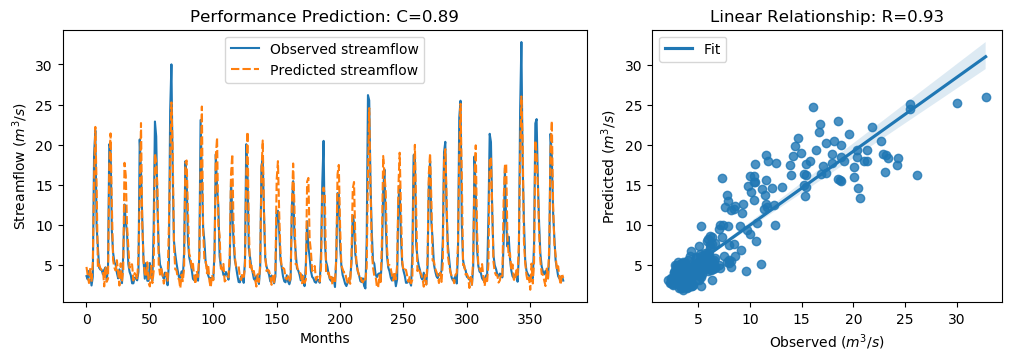 Performance Prediction: C=0.89
Streamflow (m³/s)
30
25
20
15
10
5
Observed streamflow
Predicted streamflow
0 50 100 150 200 250 300 350
Months
Linear Relationship: R=0.93
Predicted (m³/s)
30
25
20
15
10
5
Fit
5 10 15 20 25 30
Observed (m³/s)